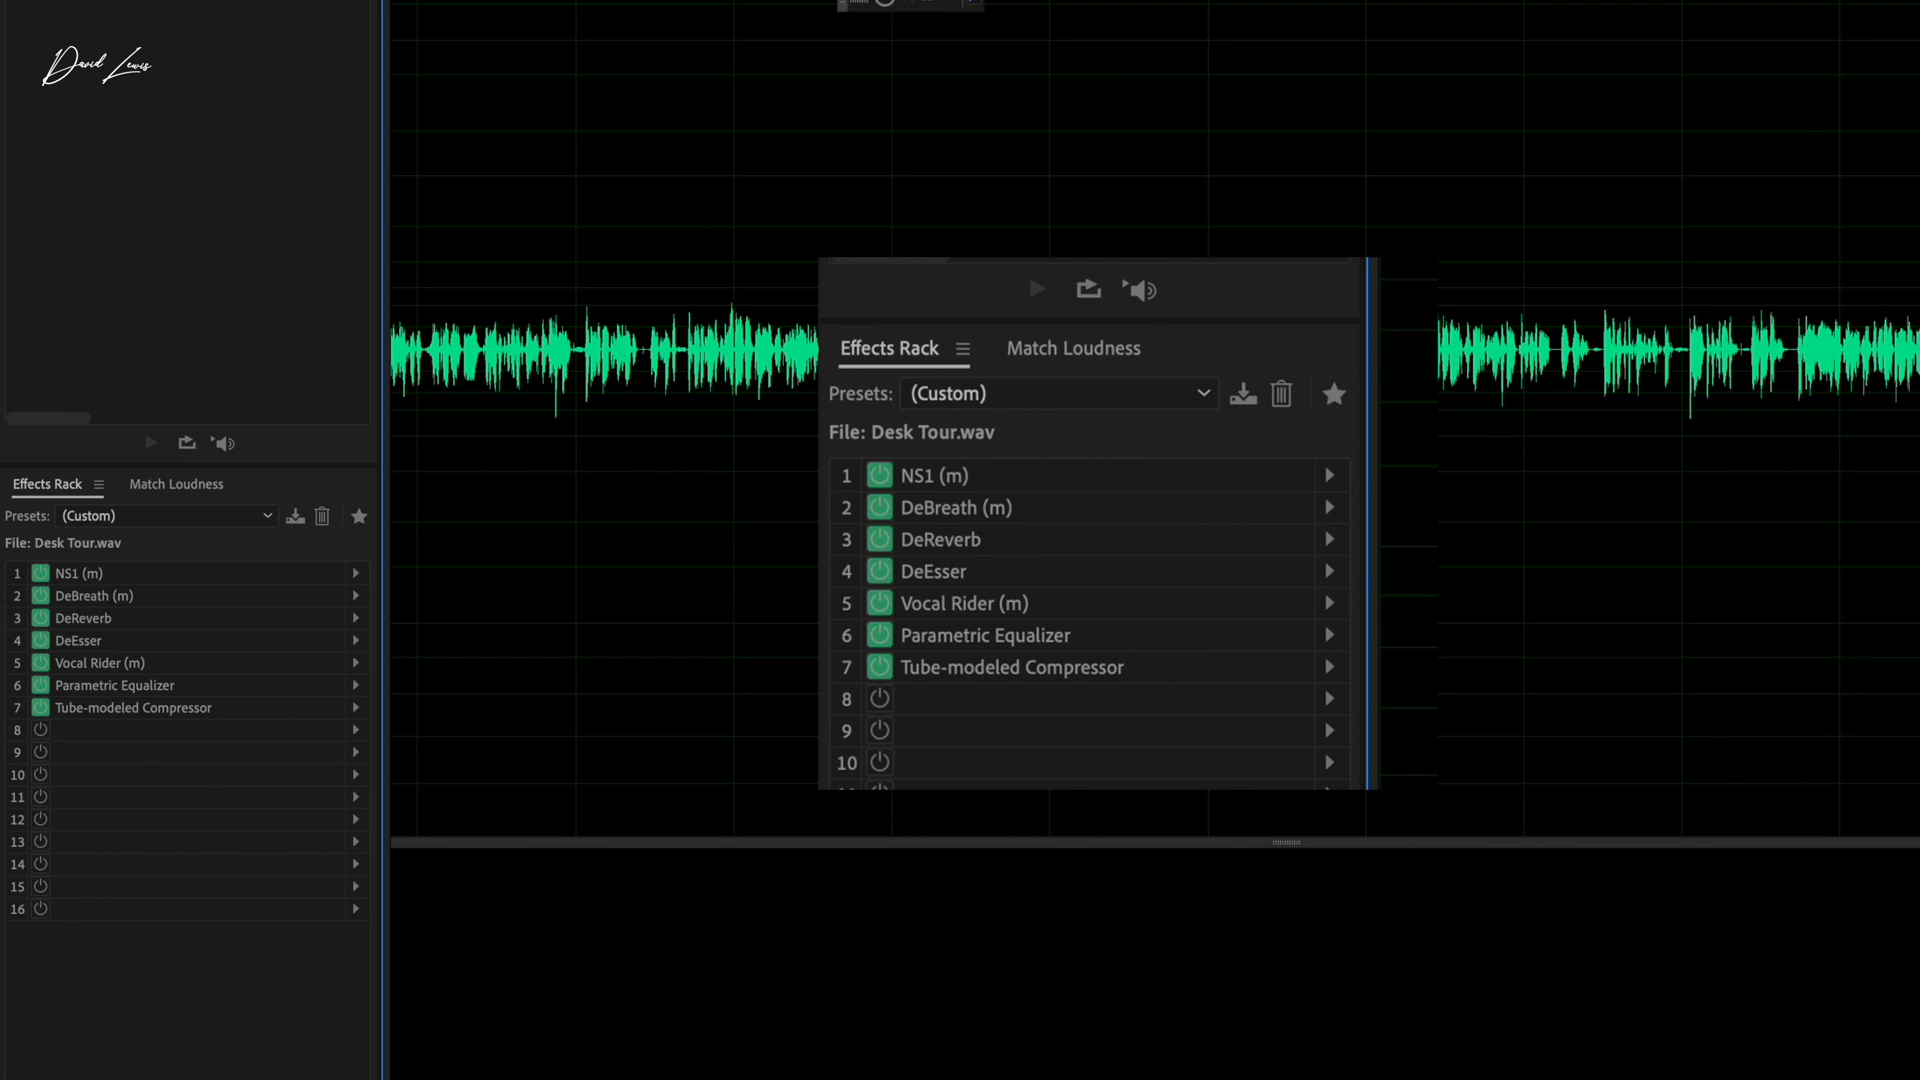 David Lewis
Effects Rack Match Loudness
Presets: (Custom)
File: Desk Tour.wav
1 NS1 (m)
2 DeBreath (m)
3 DeReverb
4 DeEsser
5 Vocal Rider (m)
6 Parametric Equalizer
7 Tube-modeled Compressor
8
9
10
11
12
13
14
15
16
Effects Rack Match Loudness
Presets: (Custom)
File: Desk Tour.wav
1 NS1 (m)
2 DeBreath (m)
3 DeReverb
4 DeEsser
5 Vocal Rider (m)
6 Parametric Equalizer
7 Tube-modeled Compressor
8
9
10